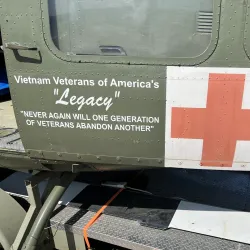 Vietnam Veterans of America's
"Legacy"
"NEVER AGAIN WILL ONE GENERATION
OF VETERANS ABANDON ANOTHER"